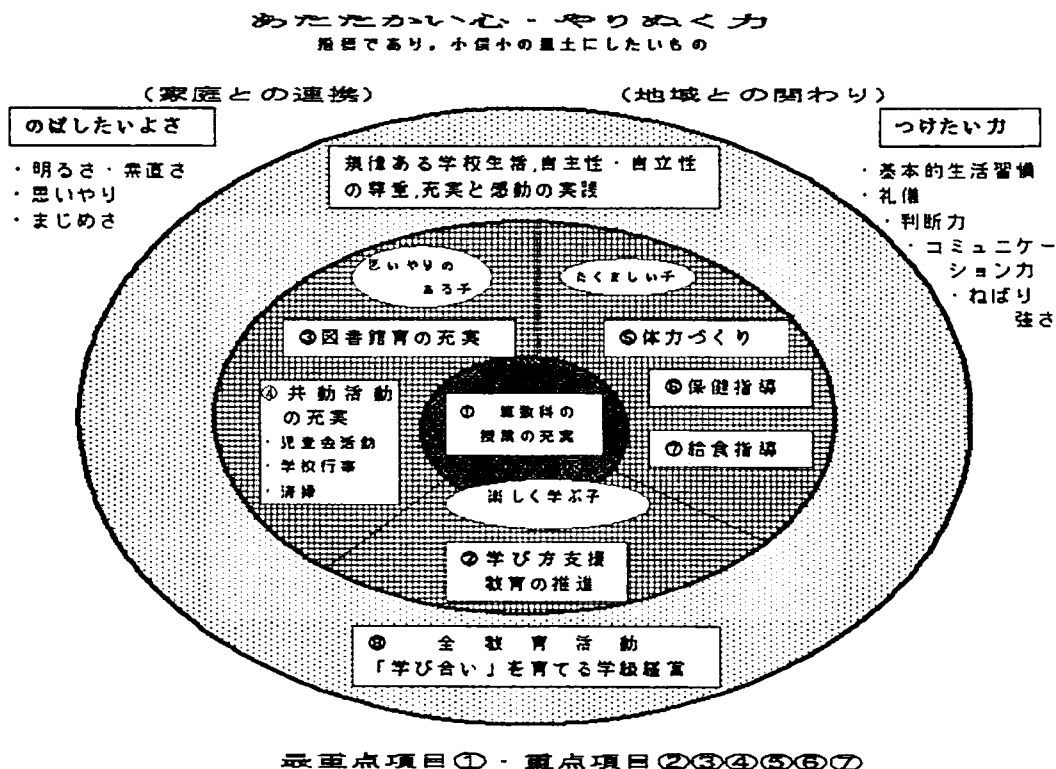 あたたかい心・やりぬく力
指標であり、小信小の風土にしたいもの
(家庭との連携)
(地域との関わり)
のばしたいよさ
・明るさ・素直さ
・思いやり
・まじめさ
つけたい力
・基本的生活習慣
・礼儀
・判断力
・コミュニケー
ション力
・ねばり
強さ
規律ある学校生活,自主性・自立性
の尊重,充実と感動の実践
思いやりの
ある子
たくましい子
③図書館育の充実
④共動活動
の充実
・児童会活動
・学校行事
・清掃
①算数科の
授業の充実
⑤体力づくり
⑥保健指導
⑦給食指導
楽しく学ぶ子
②学び方支援
教育の推進
⑧全教育活動
「学び合い」を育てる学級経営
最重点項目①・重点項目②③④⑤⑥⑦